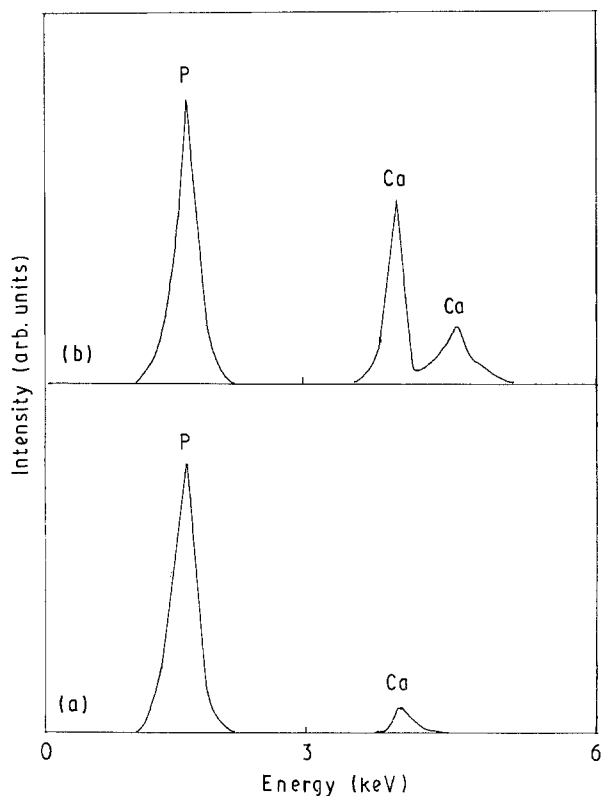 P
Ca
Ca
(b)
P
Ca
(a)
0 3 6
Energy (keV)
Intensity (arb. units)